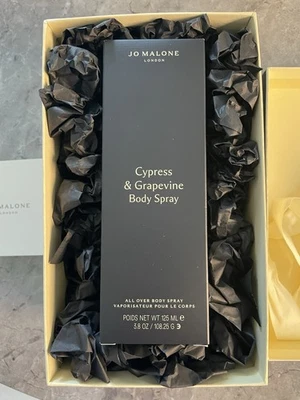 JO MALONE
LONDON
Cypress
& Grapevine
Body Spray
ALL OVER BODY SPRAY
VAPORISATEUR POUR LE CORPS
POIDS NET WT 125 ML e
3.8 OZ / 108.25 G
MALONE
LONDON